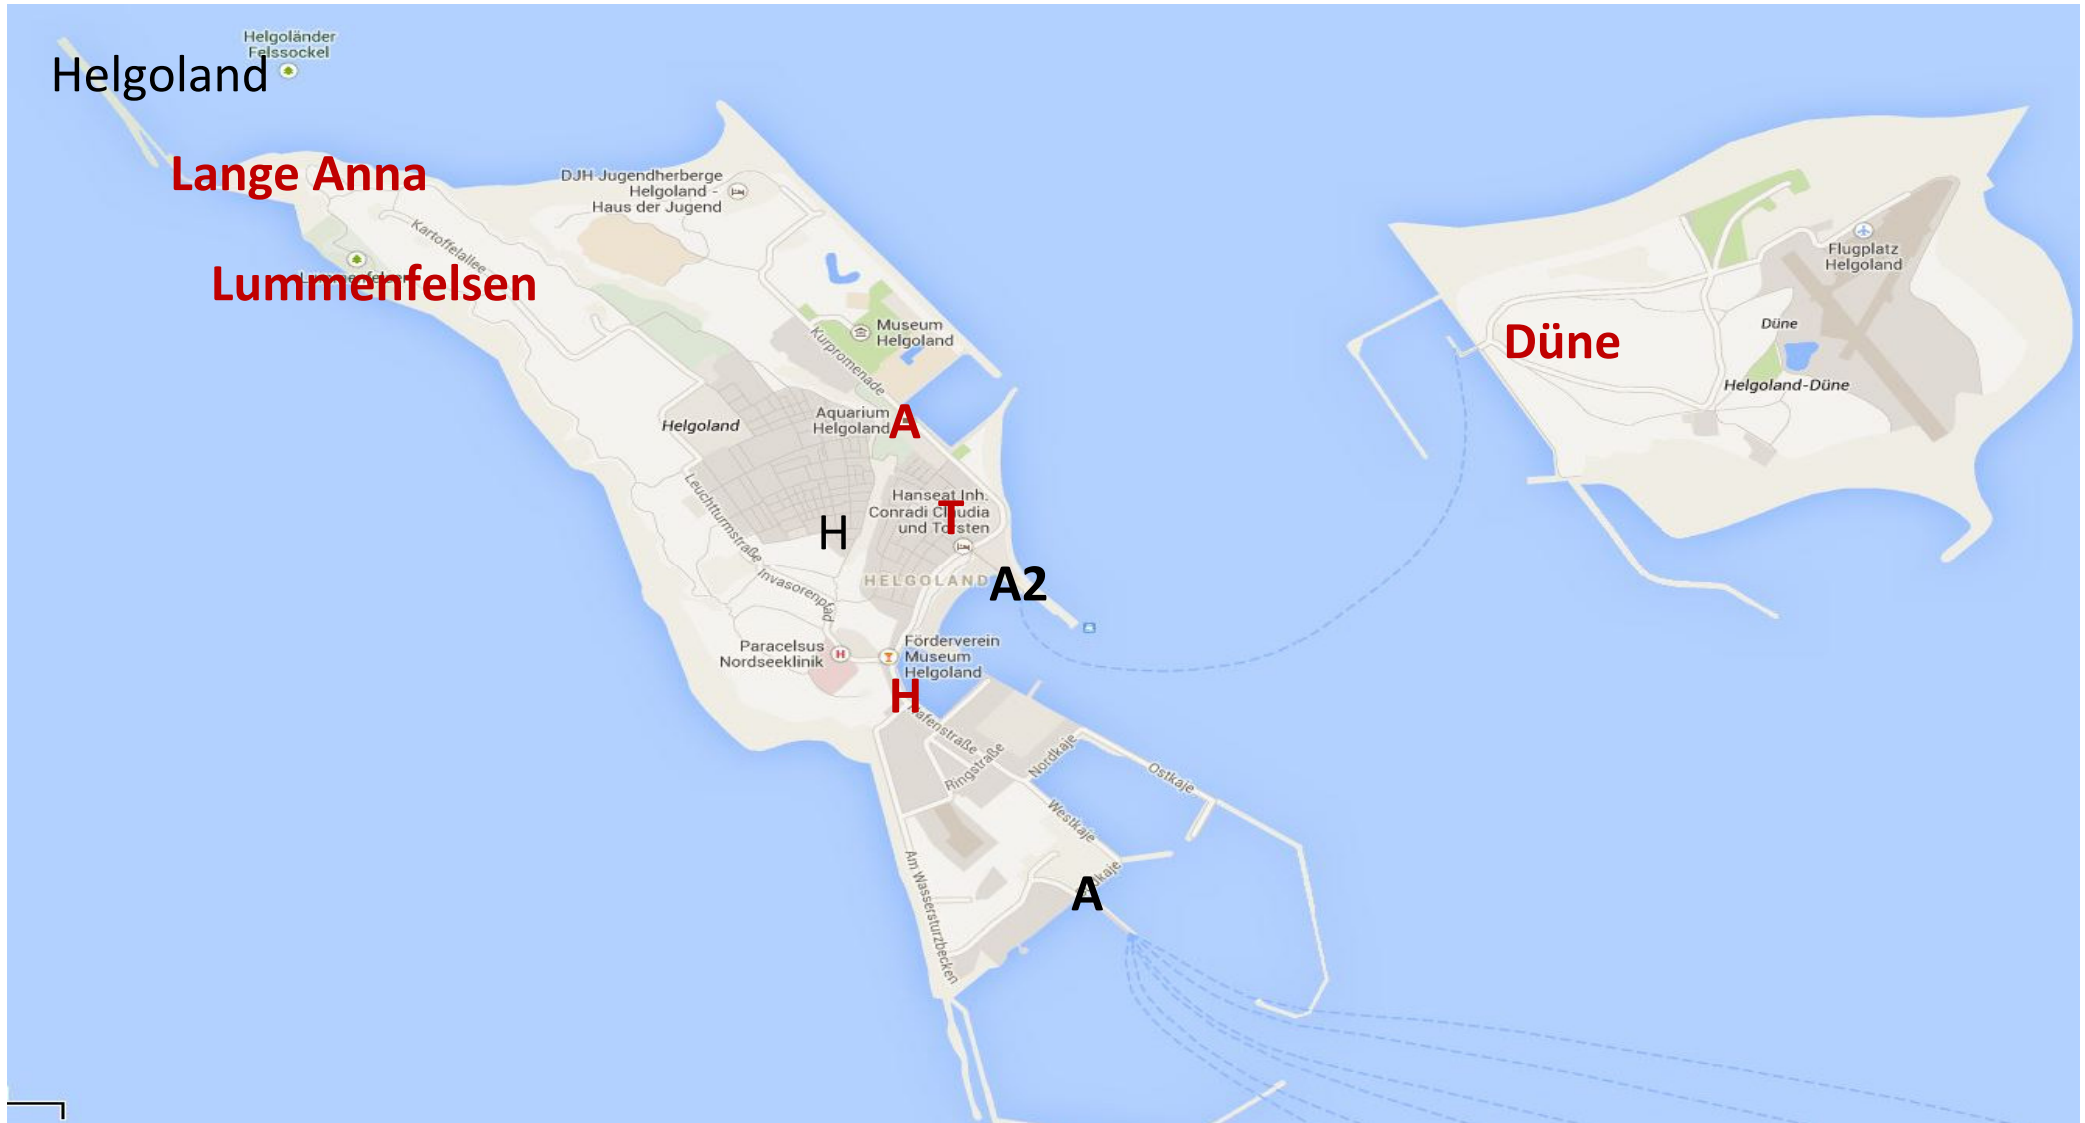 Helgoländer
Felssockel
Helgoland
Lange Anna
DJH Jugendherberge
Helgoland -
Haus der Jugend
Kartoffelallee
Lummenfelsen
Flugplatz
Helgoland
Museum
Helgoland
Kurpromenade
Düne
Düne
Helgoland-Düne
Aquarium
Helgoland
A
Helgoland
Leuchtturmstraße
Hanseat Inh.
Conradi Claudia
und Torsten
T
H
HELGOLAND
A2
Invasorenpfad
Paracelsus
Nordseeklinik
H
Förderverein
Museum
Helgoland
H
Hafenstraße
Ringstraße
Nordkaje
Ostkaje
Westkaje
Am Wassersturzbecken
A